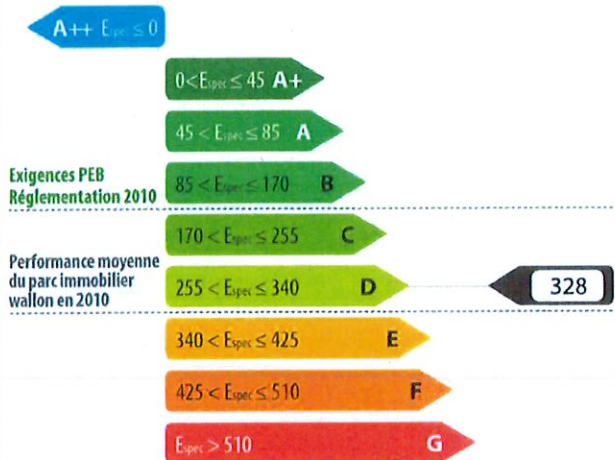 A++ Espec ≤ 0
0 < Espec ≤ 45 A+
45 < Espec ≤ 85 A
Exigences PEB
Réglementation 2010
85 < Espec ≤ 170 B
170 < Espec ≤ 255 C
Performance moyenne
du parc immobilier
wallon en 2010
255 < Espec ≤ 340 D
328
340 < Espec ≤ 425 E
425 < Espec ≤ 510 F
Espec > 510 G